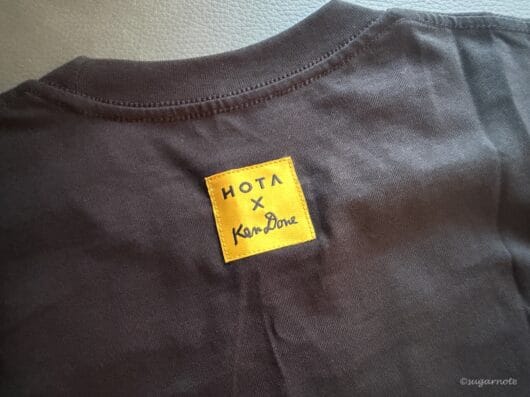 HOTA
X
Ken Done
©sugarnote